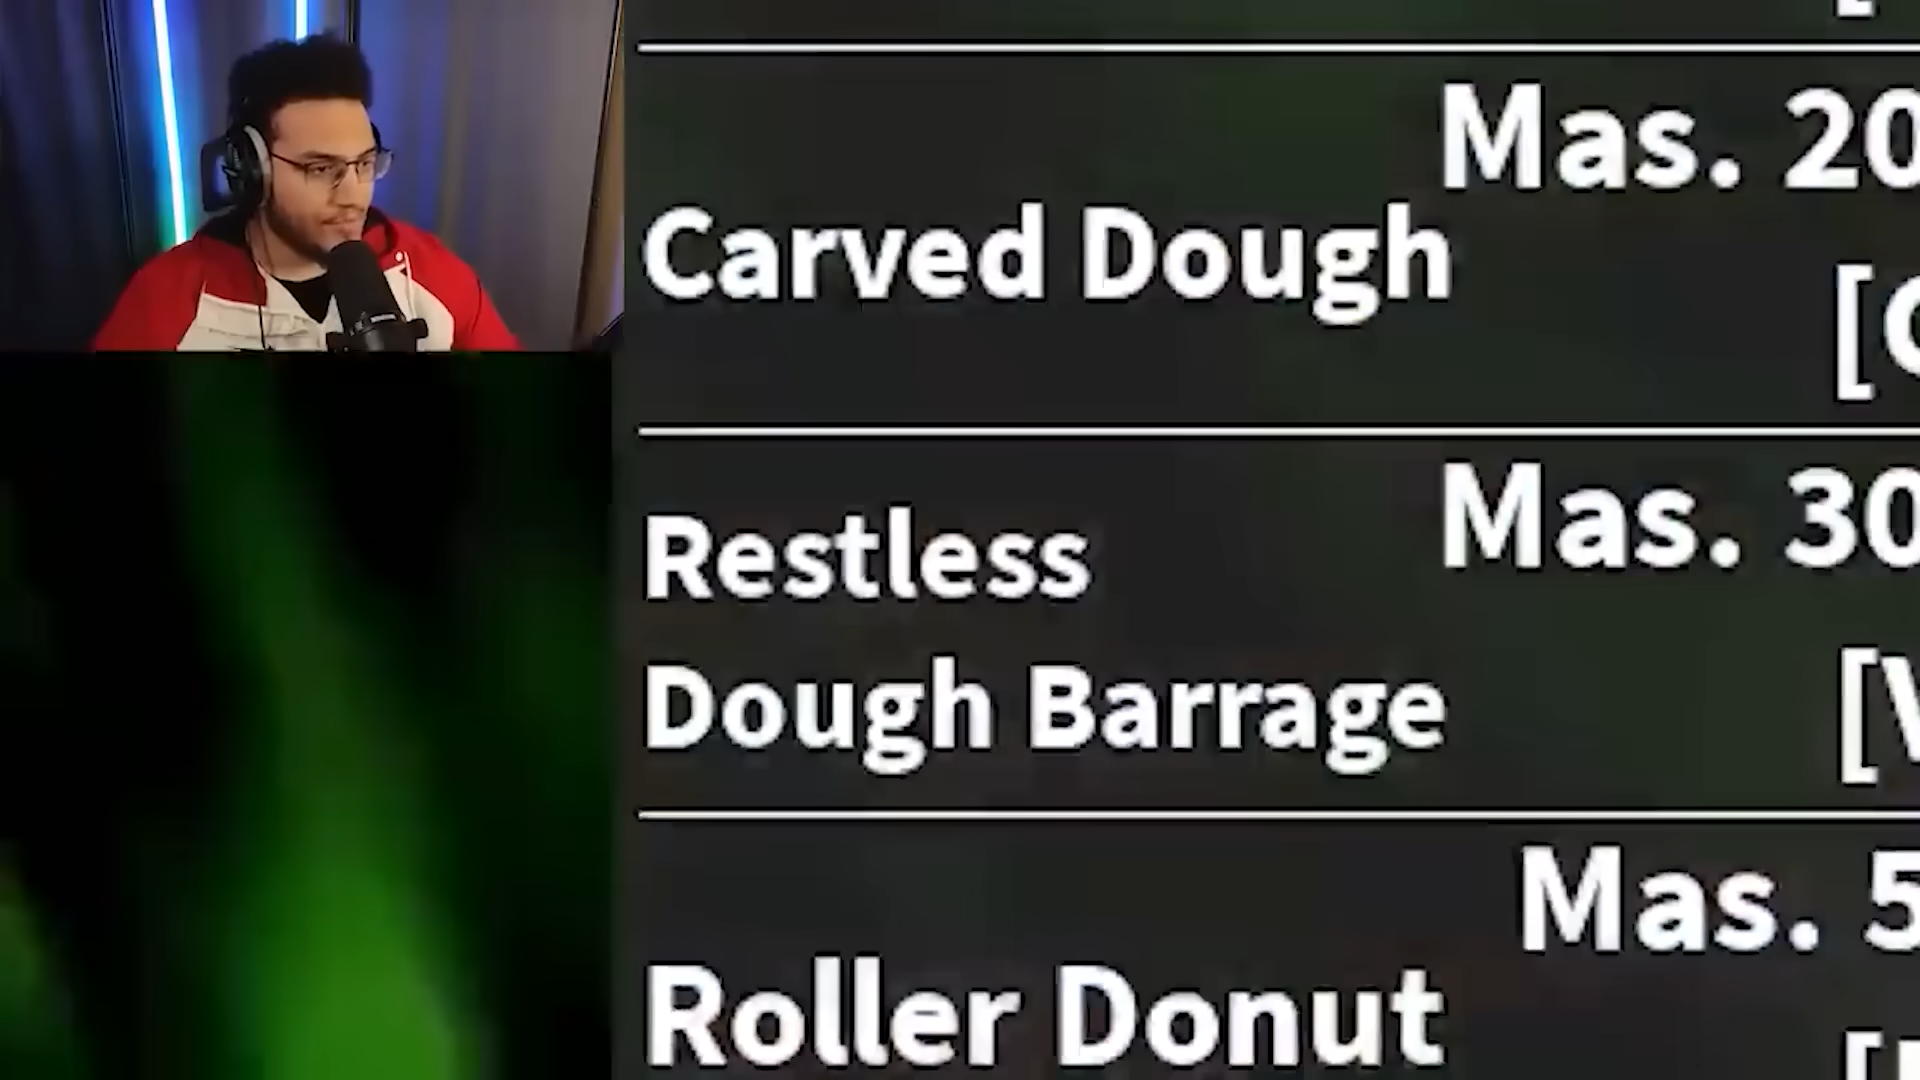 Mas. 20
Carved Dough
Mas. 30
Restless
Dough Barrage
Mas. 5
Roller Donut